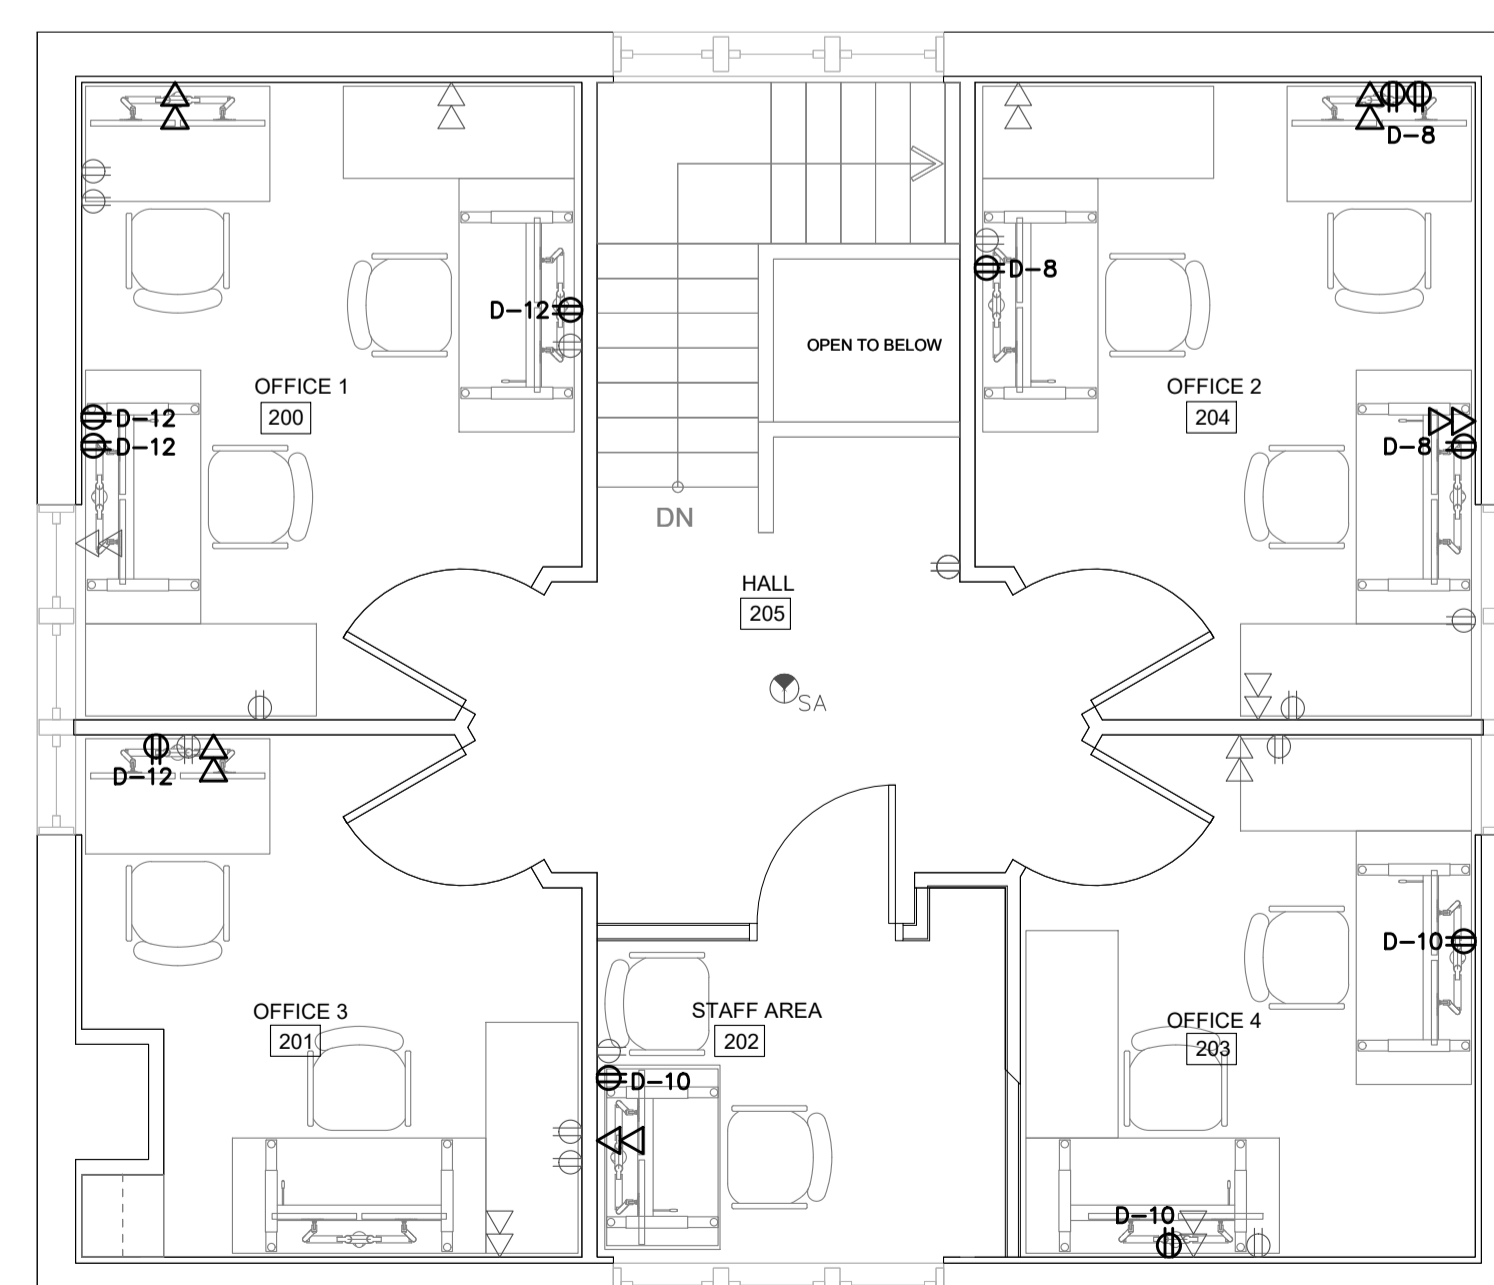 D-8
D-8
D-12
OPEN TO BELOW
OFFICE 1
200
OFFICE 2
204
D-12
D-12
D-8
DN
HALL
205
SA
D-12
D-10
OFFICE 3
201
STAFF AREA
202
OFFICE 4
203
D-10
D-10